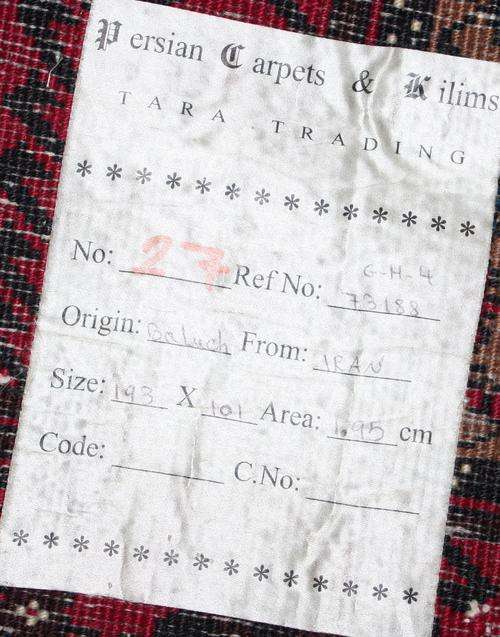 Persian Carpets & Kilims
TARA TRADING
* * * * * * * * * * * * * *
No: 27 Ref No: G-H-4 73188
Origin: Baluch From: IRAN
Size: 193 X 101 Area: 1.95 cm
Code: C.No:
* * * * * * * * * * * * * *